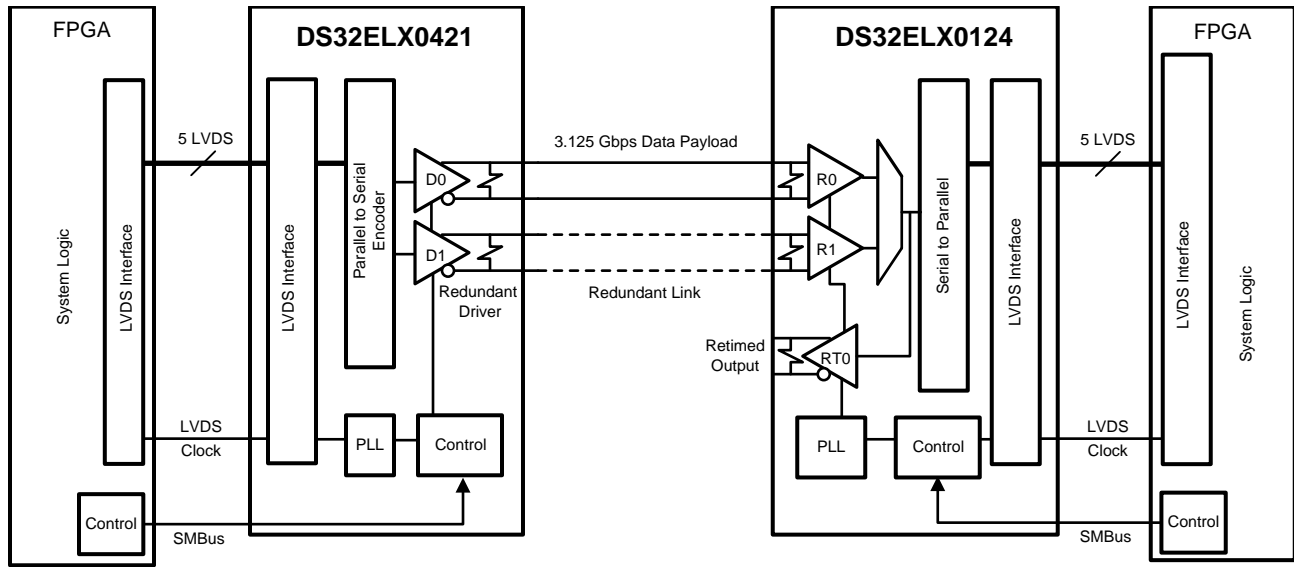 FPGA
DS32ELX0421
DS32ELX0124
FPGA
System Logic
LVDS Interface
5 LVDS
LVDS
Clock
Control
SMBus
LVDS Interface
Parallel to Serial
Encoder
D0
D1
Redundant
Driver
PLL
Control
3.125 Gbps Data Payload
Redundant Link
R0
R1
Retimed
Output
RT0
PLL
Control
Serial to Parallel
LVDS Interface
5 LVDS
LVDS
Clock
SMBus
LVDS Interface
System Logic
Control